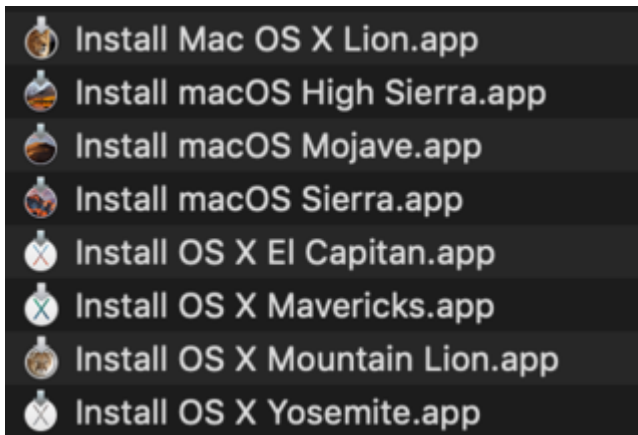 Install Mac OS X Lion.app
Install macOS High Sierra.app
Install macOS Mojave.app
Install macOS Sierra.app
Install OS X El Capitan.app
Install OS X Mavericks.app
Install OS X Mountain Lion.app
Install OS X Yosemite.app